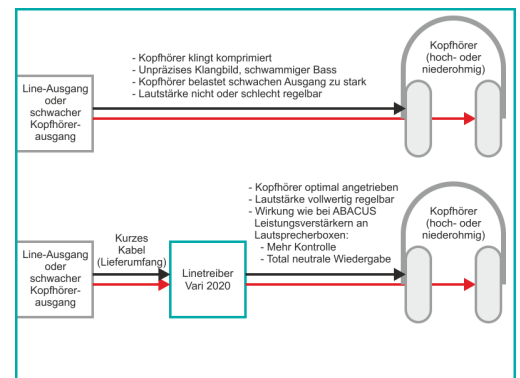 - Kopfhörer klingt komprimiert
- Unpräzises Klangbild, schwammiger Bass
- Kopfhörer belastet schwachen Ausgang zu stark
- Lautstärke nicht oder schlecht regelbar
Line-Ausgang
oder
schwacher
Kopfhörer-
ausgang
Kopfhörer
(hoch- oder
niederohmig)
- Kopfhörer optimal angetrieben
- Lautstärke vollwertig regelbar
- Wirkung wie bei ABACUS
Leistungsverstärkern an
Lautsprecherboxen:
- Mehr Kontrolle
- Total neutrale Wiedergabe
Line-Ausgang
oder
schwacher
Kopfhörer-
ausgang
Kurzes
Kabel
(Lieferumfang)
Linetreiber
Vari 2020
Kopfhörer
(hoch- oder
niederohmig)